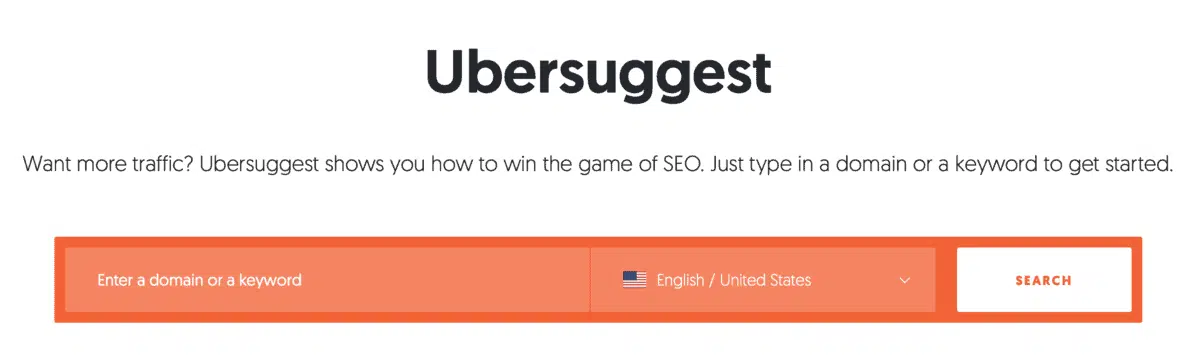 Ubersuggest
Want more traffic? Ubersuggest shows you how to win the game of SEO. Just type in a domain or a keyword to get started.
Enter a domain or a keyword
English / United States
SEARCH